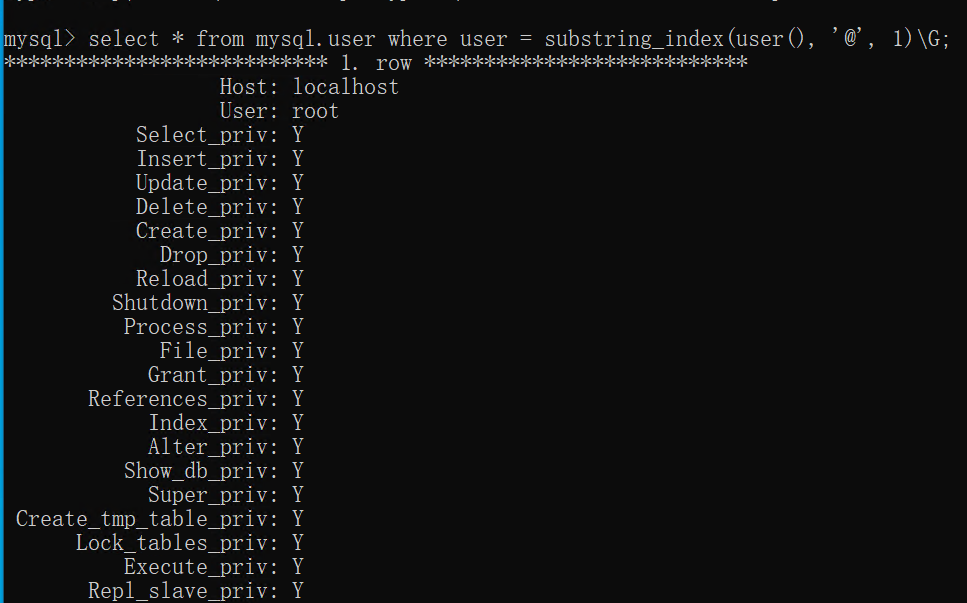 mysql> select * from mysql.user where user = substring_index(user(), '@', 1)\G;
*************************** 1. row ***************************
Host: localhost
User: root
Select_priv: Y
Insert_priv: Y
Update_priv: Y
Delete_priv: Y
Create_priv: Y
Drop_priv: Y
Reload_priv: Y
Shutdown_priv: Y
Process_priv: Y
File_priv: Y
Grant_priv: Y
References_priv: Y
Index_priv: Y
Alter_priv: Y
Show_db_priv: Y
Super_priv: Y
Create_tmp_table_priv: Y
Lock_tables_priv: Y
Execute_priv: Y
Repl_slave_priv: Y